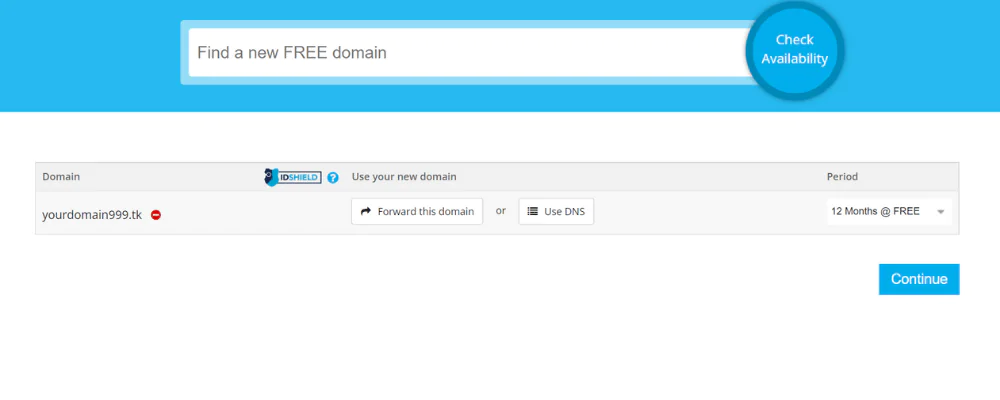 Find a new FREE domain
Check
Availability
Domain IDSHIELD ? Use your new domain Period
yourdomain999.tk Forward this domain or Use DNS 12 Months @ FREE
Continue